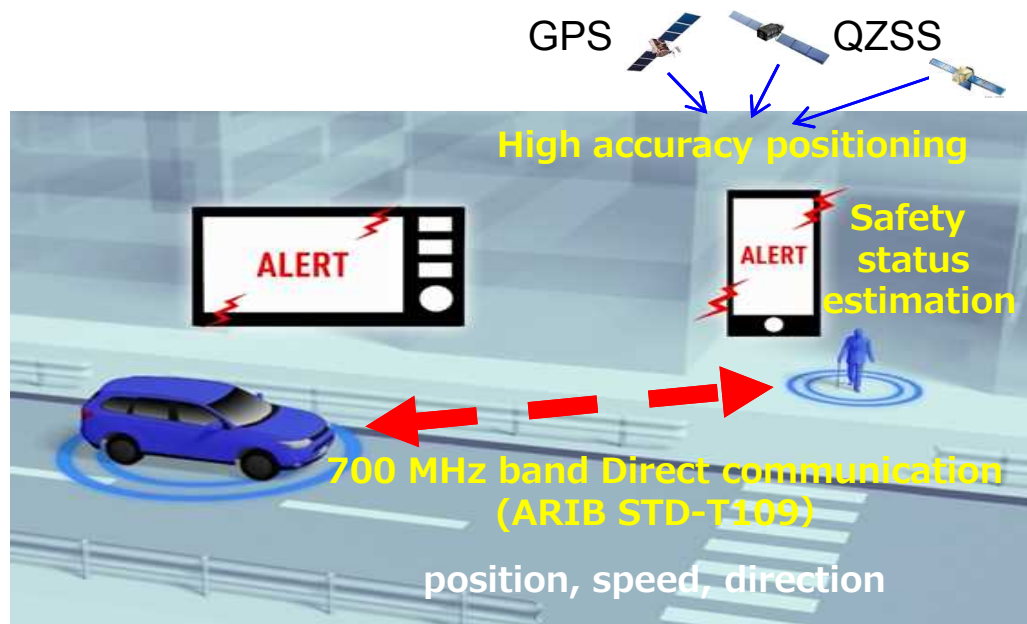 GPS
QZSS
High accuracy positioning
ALERT
ALERT
Safety
status
estimation
700 MHz band Direct communication
(ARIB STD-T109)
position, speed, direction